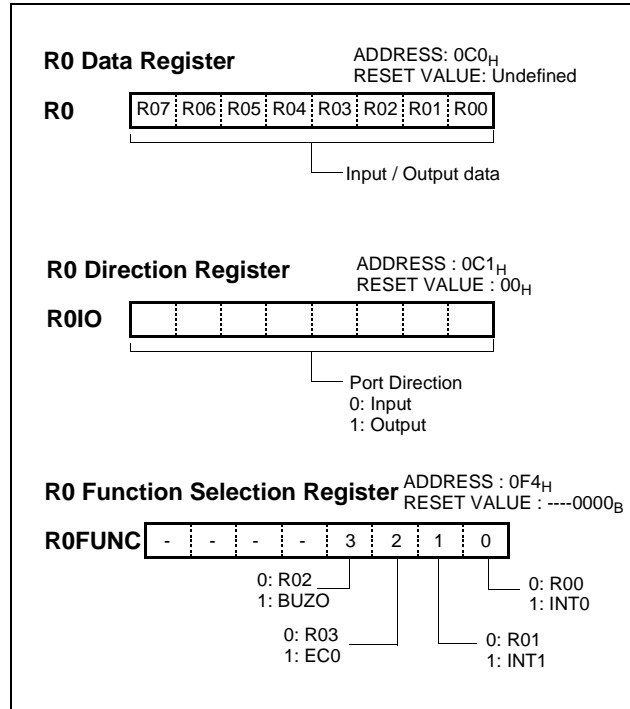 R0 Data Register
ADDRESS: 0C0H
RESET VALUE: Undefined
R0
R07 R06 R05 R04 R03 R02 R01 R00
Input / Output data
R0 Direction Register
ADDRESS : 0C1H
RESET VALUE : 00H
R0IO
Port Direction
0: Input
1: Output
R0 Function Selection Register
ADDRESS : 0F4H
RESET VALUE : ----0000B
R0FUNC
- - - - 3 2 1 0
0: R02
1: BUZO
0: R00
1: INT0
0: R03
1: EC0
0: R01
1: INT1